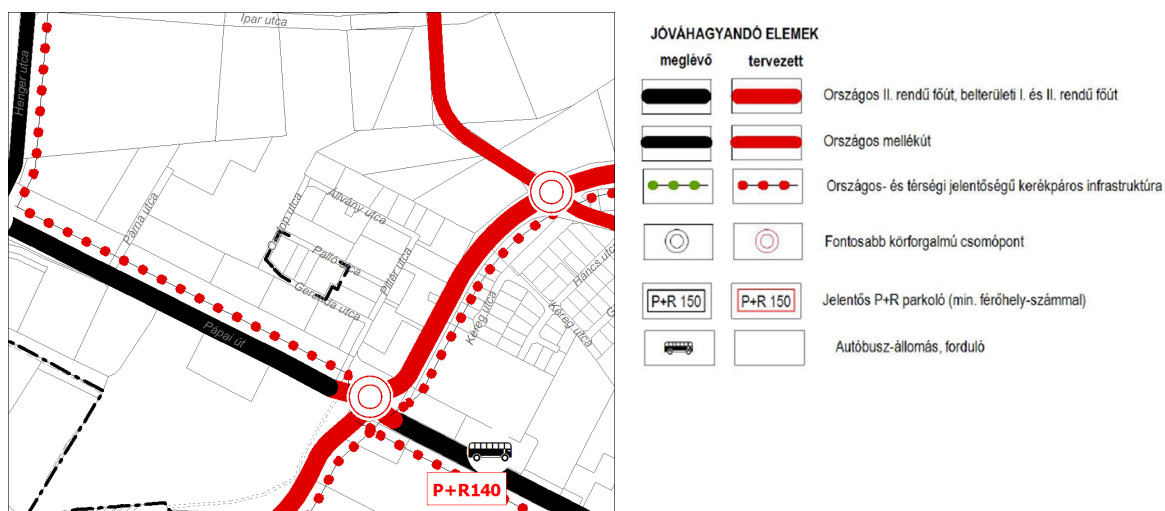 Ipar utca
Henger utca
Párna utca
Oszlop utca
Állvány utca
Palló utca
Gerenda utca
Pillér utca
Kéreg utca
Háncs utca
Kéreg utca
Pápai út
P+R140
JÓVÁHAGYANDÓ ELEMEK
meglévő tervezett
Országos II. rendű főút, belterületi I. és II. rendű főút
Országos mellékút
Országos- és térségi jelentőségű kerékpáros infrastruktúra
Fontosabb körforgalmú csomópont
P+R 150 P+R 150 Jelentős P+R parkoló (min. férőhely-számmal)
Autóbusz-állomás, forduló